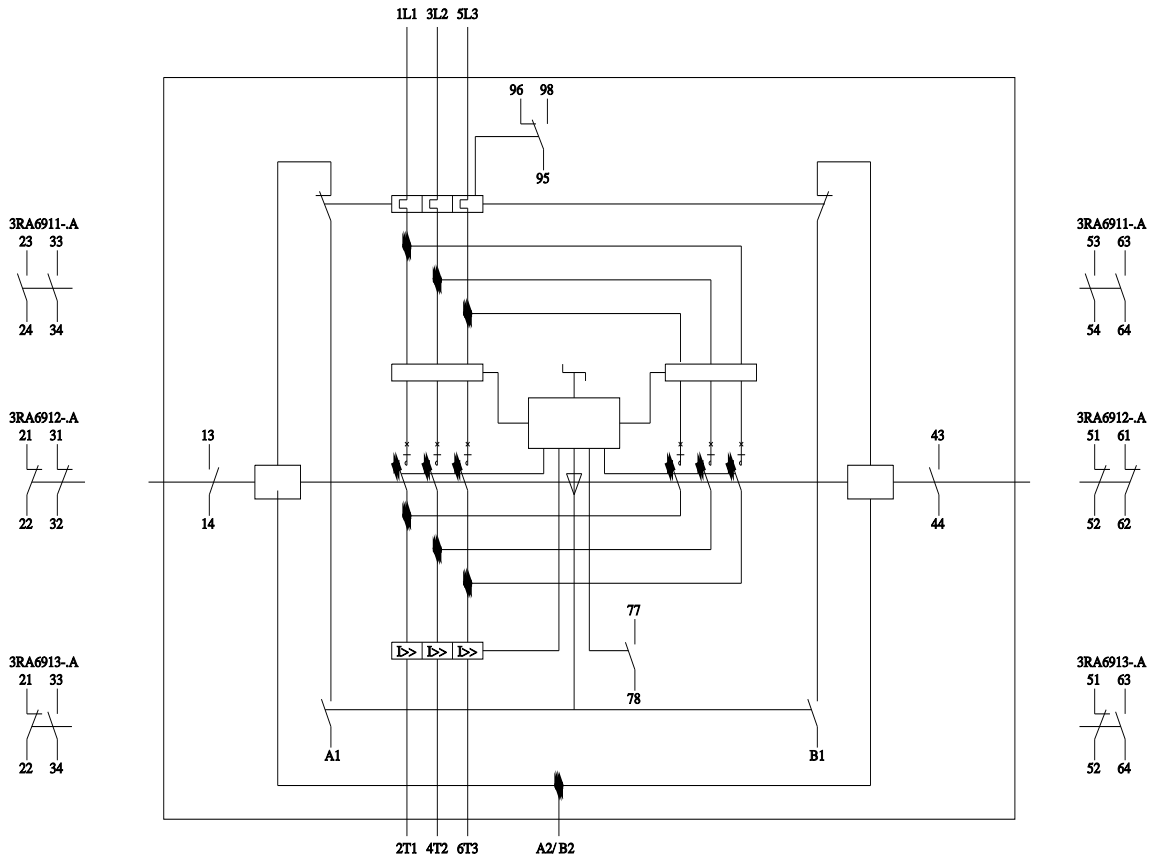 1L1 3L2 5L3
96 98
95
3RA6911-.A
23 33
24 34
3RA6911-.A
53 63
54 64
3RA6912-.A
21 31
22 32
13
14
43
44
3RA6912-.A
51 61
52 62
77
78
I>> I>> I>>
3RA6913-.A
21 33
22 34
3RA6913-.A
51 63
52 64
A1
B1
2T1 4T2 6T3
A2/ B2